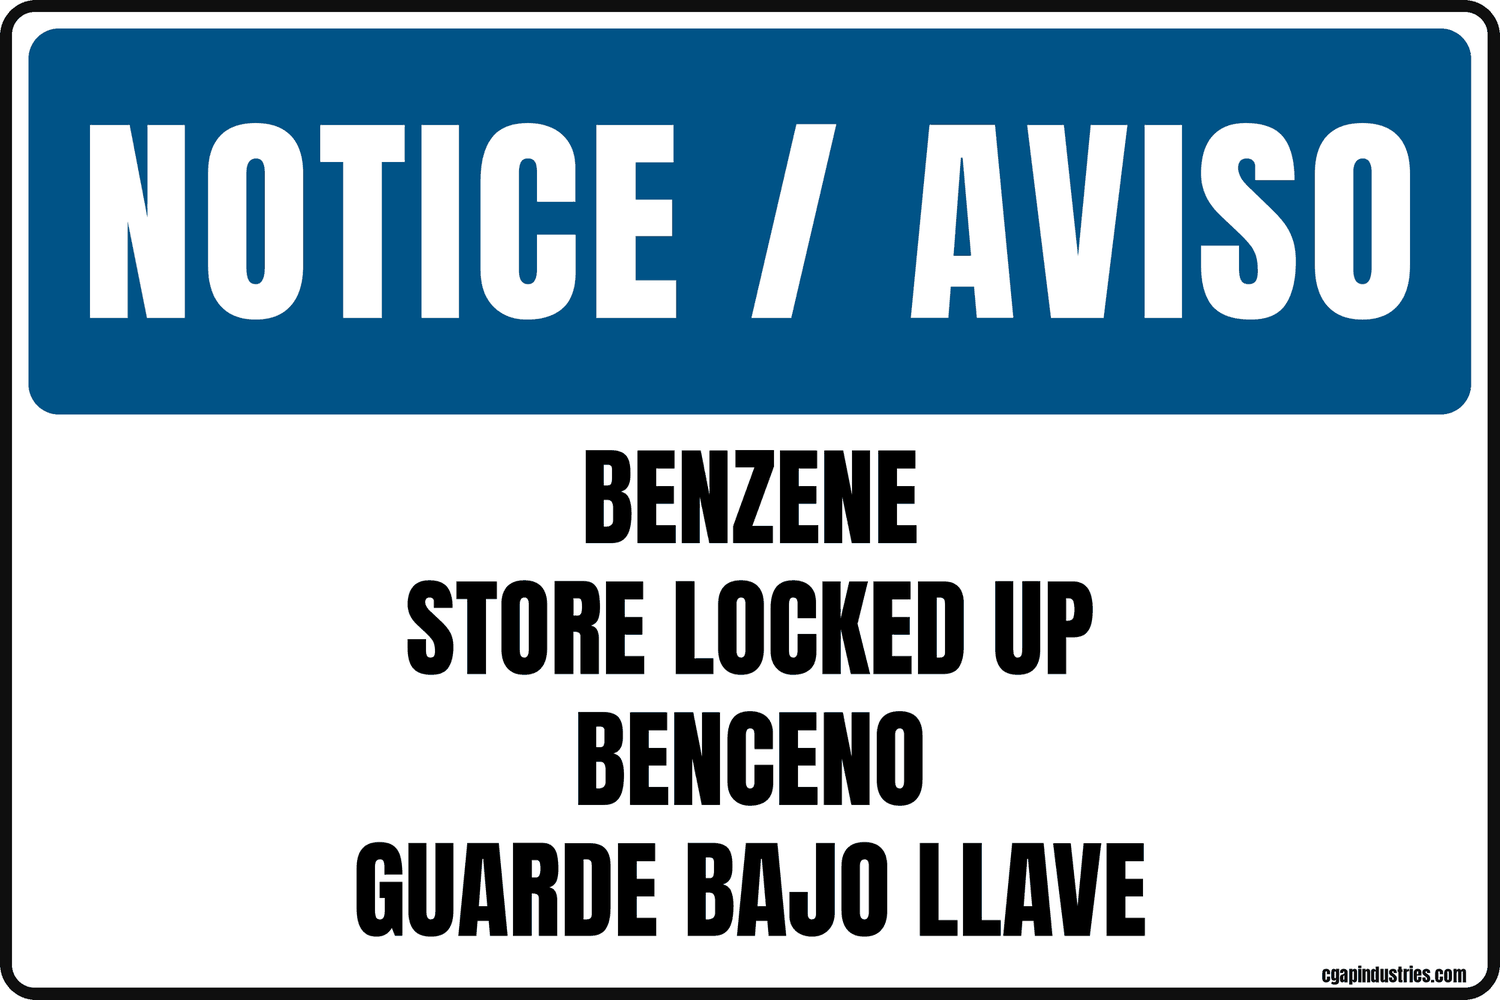 NOTICE / AVISO
BENZENE
STORE LOCKED UP
BENCENO
GUARDE BAJO LLAVE
cgapindustries.com